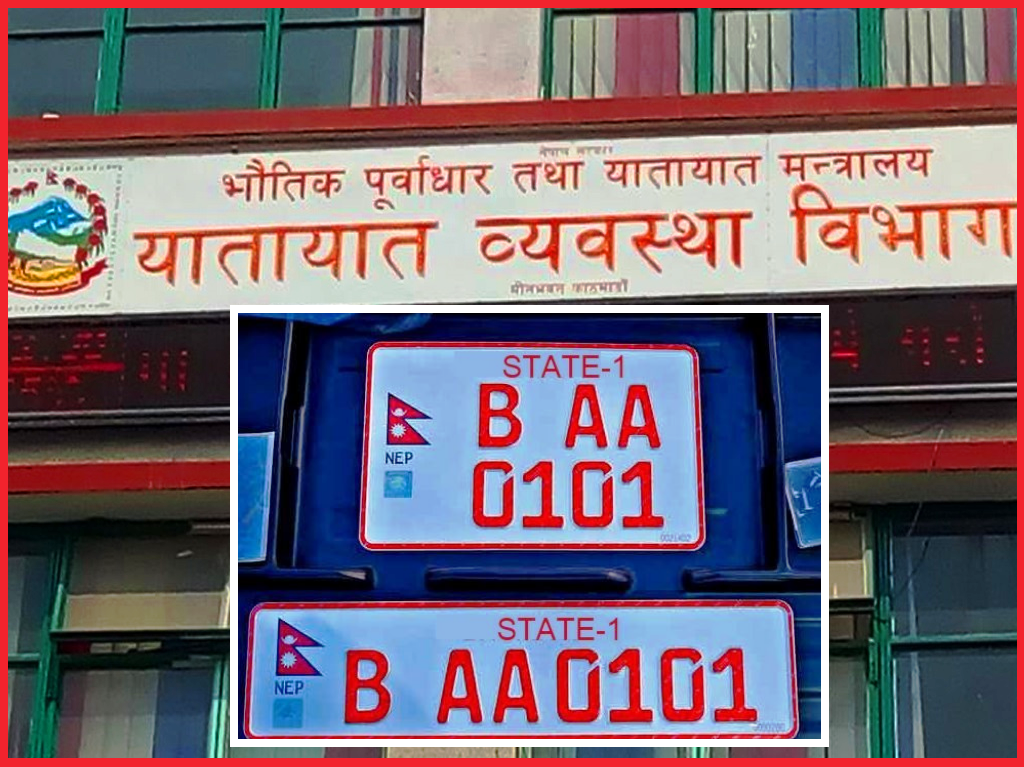 नेपाल सरकार
भौतिक पूर्वाधार तथा यातायात मन्त्रालय
यातायात व्यवस्था विभाग
मीनभवन काठमाडौं
STATE-1
B AA
NEP
0101
STATE-1
NEP
B AA0101